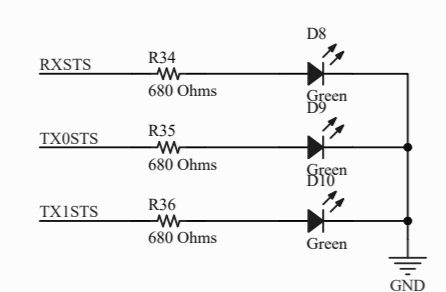 D8
RXSTS
R34
680 Ohms
Green
D9
TX0STS
R35
680 Ohms
Green
D10
TX1STS
R36
680 Ohms
Green
GND